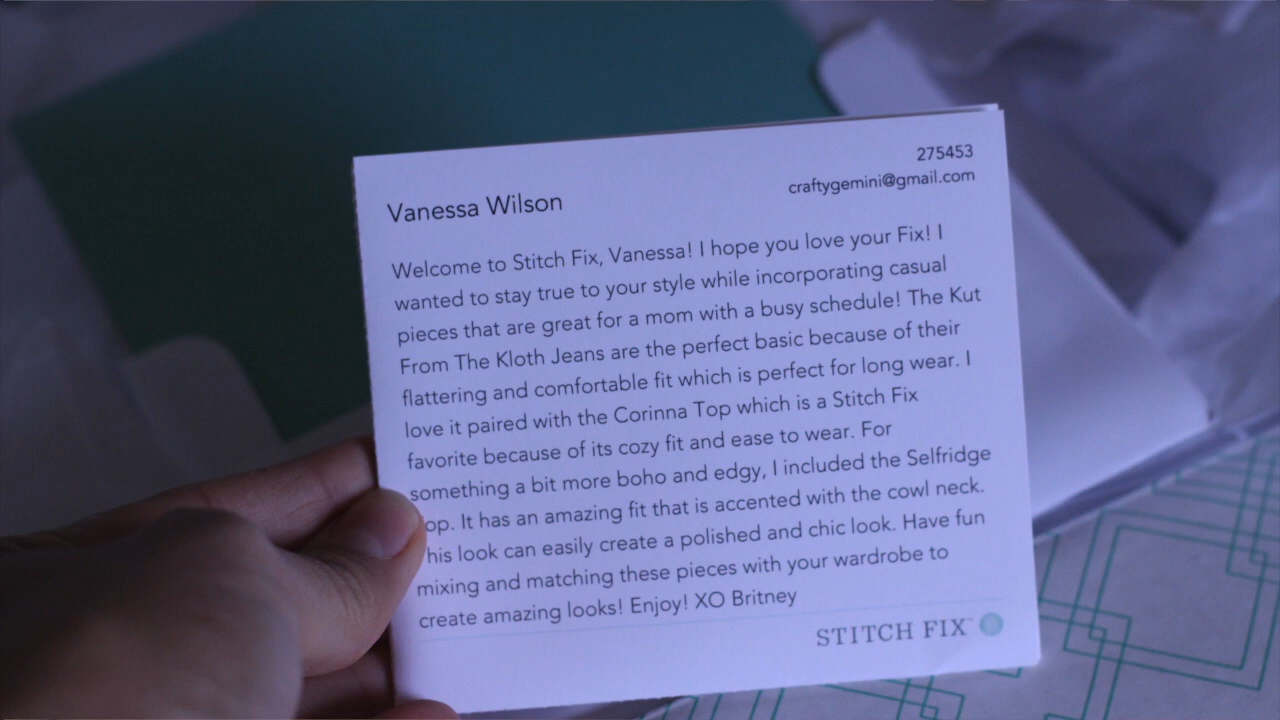 275453
craftygemini@gmail.com
Vanessa Wilson
Welcome to Stitch Fix, Vanessa! I hope you love your Fix! I
wanted to stay true to your style while incorporating casual
pieces that are great for a mom with a busy schedule! The Kut
From The Kloth Jeans are the perfect basic because of their
flattering and comfortable fit which is perfect for long wear. I
love it paired with the Corinna Top which is a Stitch Fix
favorite because of its cozy fit and ease to wear. For
something a bit more boho and edgy, I included the Selfridge
op. It has an amazing fit that is accented with the cowl neck.
his look can easily create a polished and chic look. Have fun
mixing and matching these pieces with your wardrobe to
create amazing looks! Enjoy! XO Britney
STITCH FIX